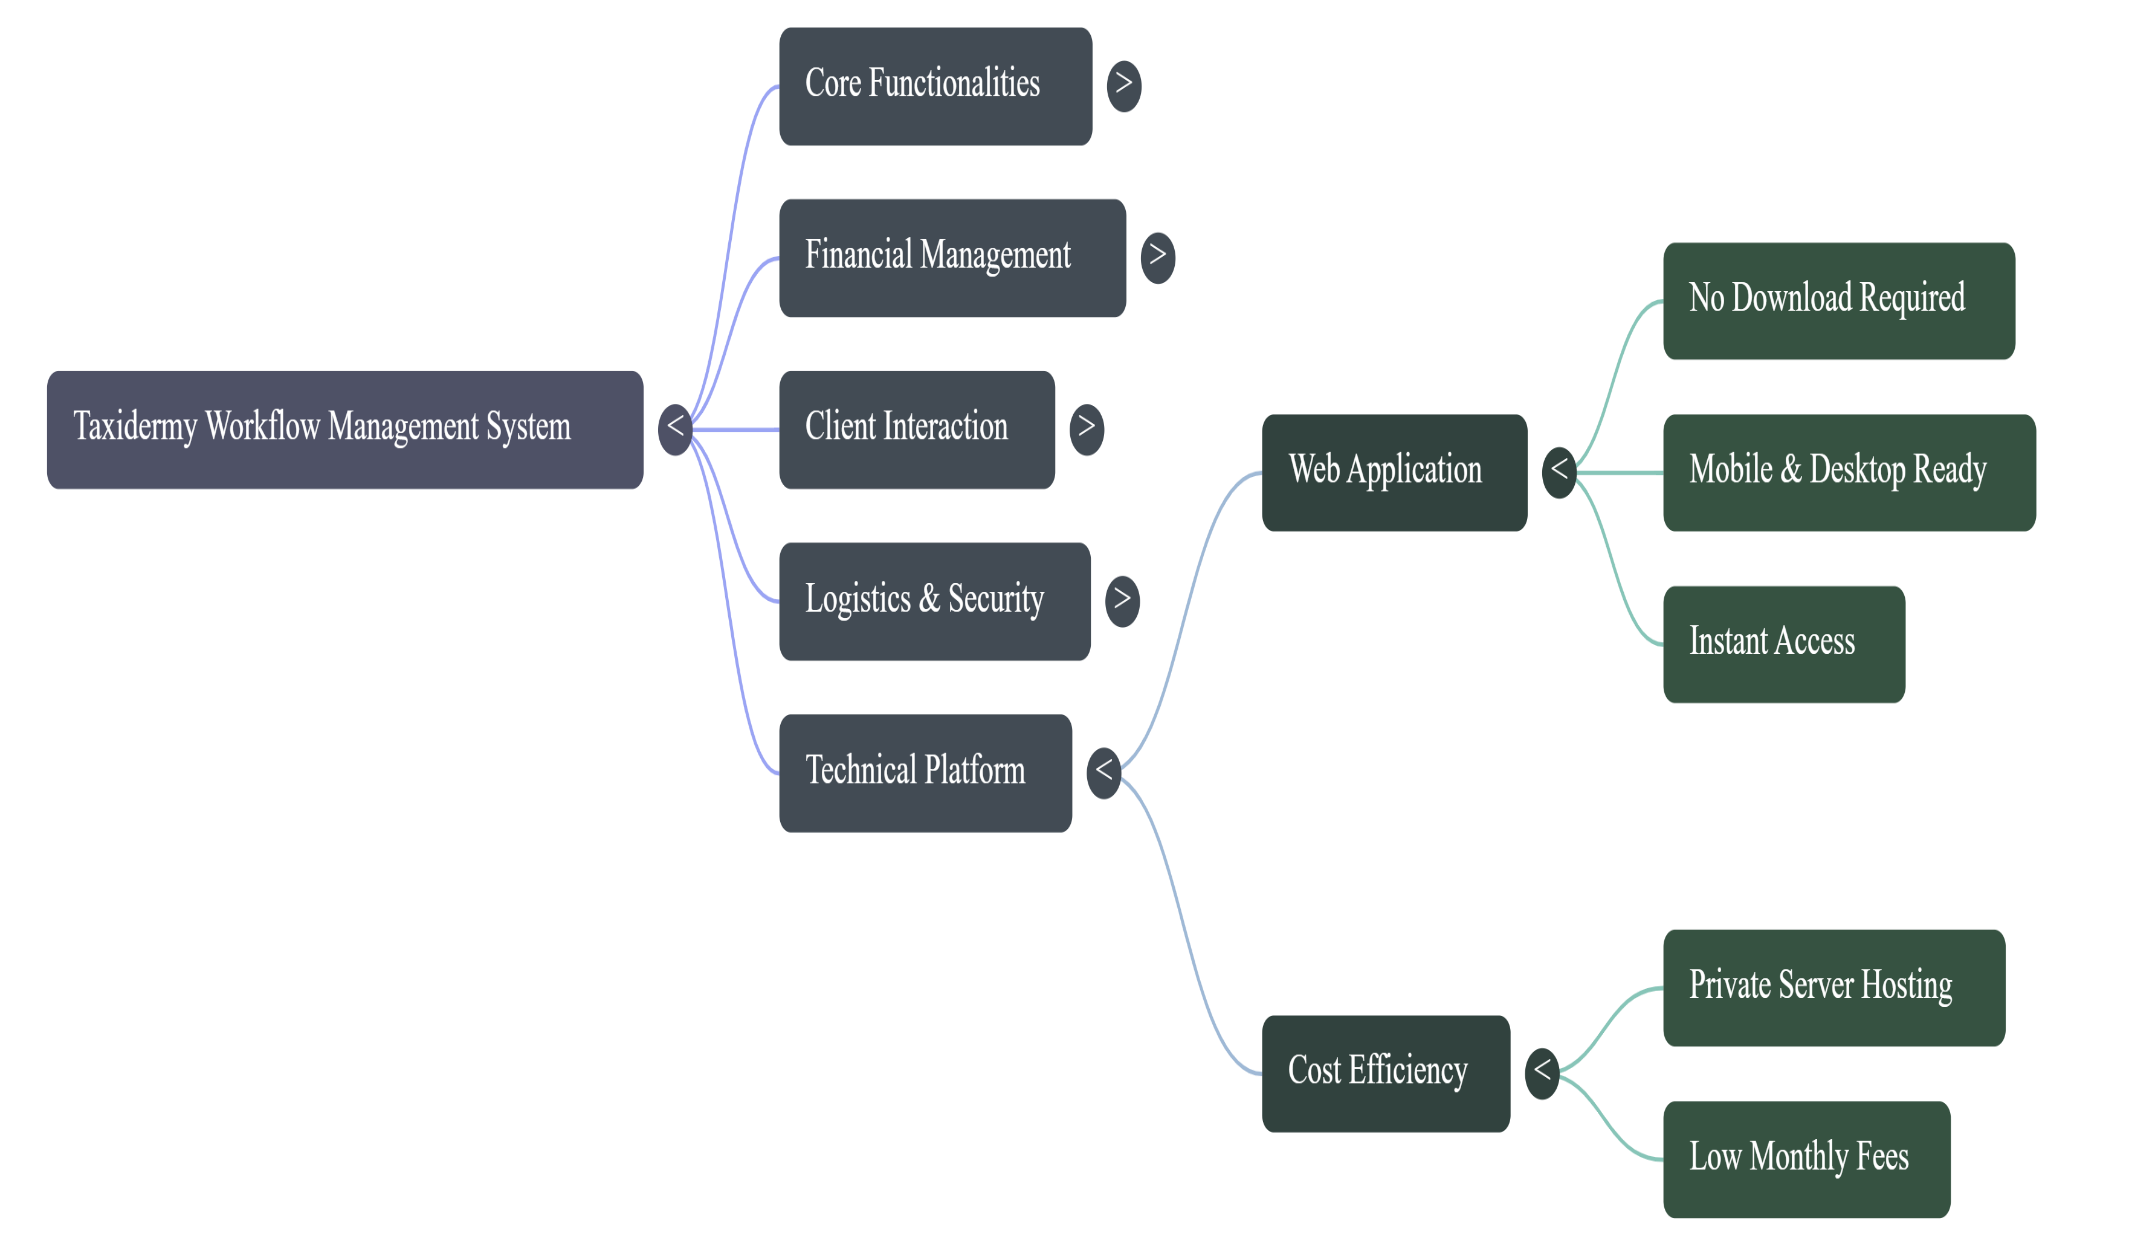 Taxidermy Workflow Management System
<
Core Functionalities
>
Financial Management
>
Client Interaction
>
Logistics & Security
>
Technical Platform
<
Web Application
<
No Download Required
Mobile & Desktop Ready
Instant Access
Cost Efficiency
<
Private Server Hosting
Low Monthly Fees